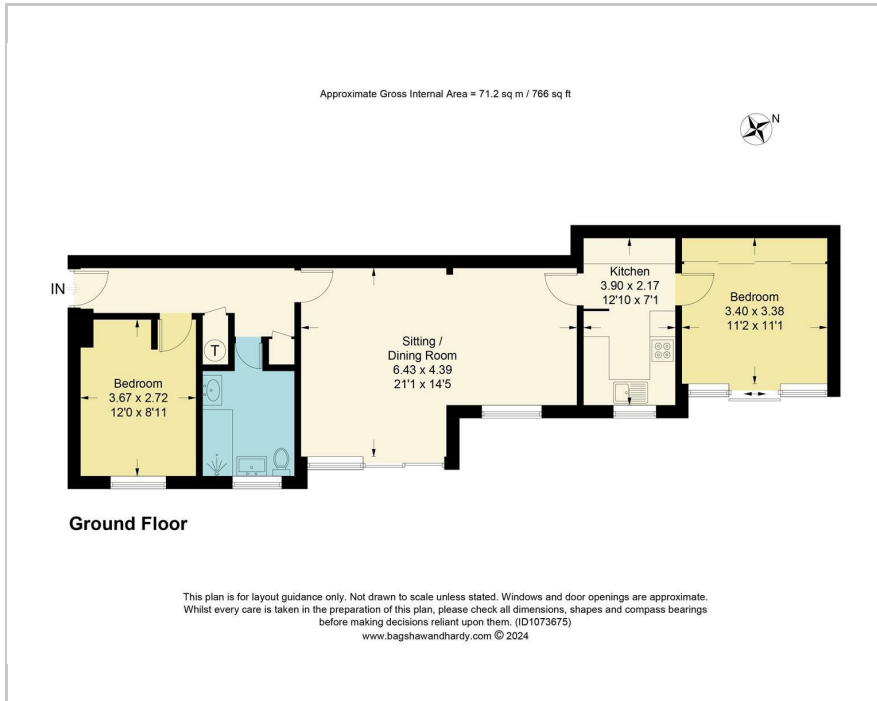 Approximate Gross Internal Area = 71.2 sq m / 766 sq ft
N
IN
Kitchen
3.90 x 2.17
12'10 x 7'1
Bedroom
3.40 x 3.38
11'2 x 11'1
Sitting /
Dining Room
6.43 x 4.39
21'1 x 14'5
T
Bedroom
3.67 x 2.72
12'0 x 8'11
Ground Floor
This plan is for layout guidance only. Not drawn to scale unless stated. Windows and door openings are approximate.
Whilst every care is taken in the preparation of this plan, please check all dimensions, shapes and compass bearings
before making decisions reliant upon them. (ID1073675)
www.bagshawandhardy.com © 2024